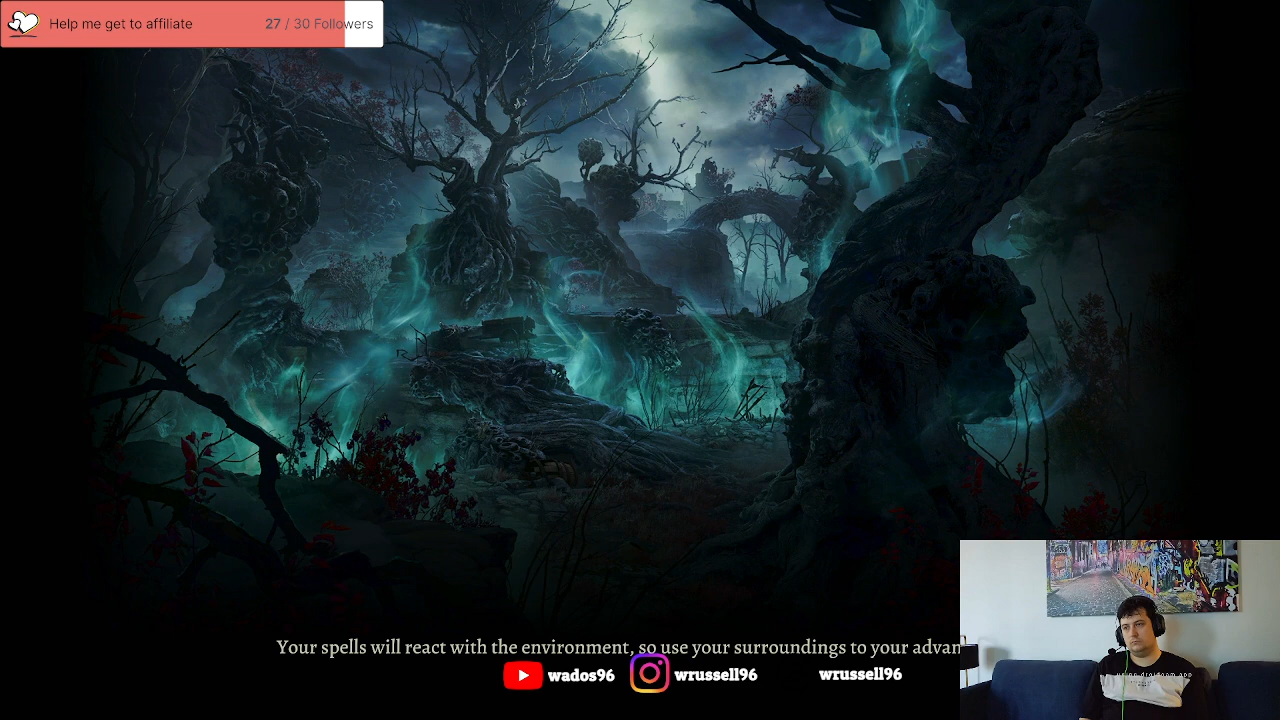 Help me get to affiliate
27 / 30 Followers
Your spells will react with the environment, so use your surroundings to your advan
wados96
wrussell96
wrussell96